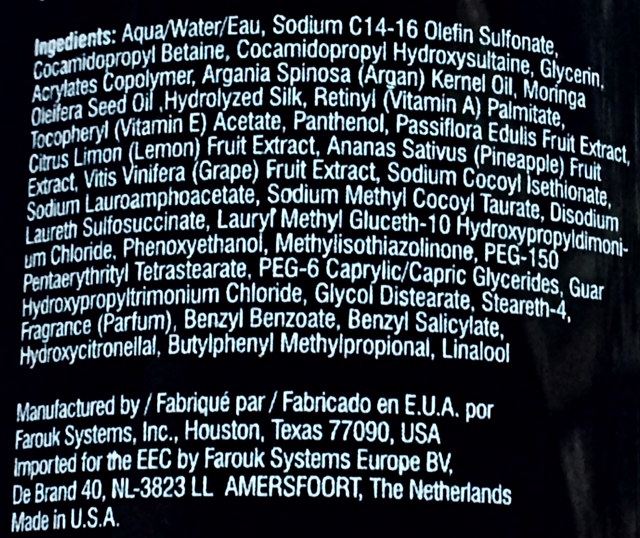 Ingedients: Aqua/Water/Eau, Sodium C14-16 Olefin Sulfonate,
Cocamidopropyl Betaine, Cocamidopropyl Hydroxysultaine, Glycerin,
Acrylates Copolymer, Argania Spinosa (Argan) Kernel Oil, Moringa
Oleifera Seed Oil ,Hydrolyzed Silk, Retinyl (Vitamin A) Palmitate,
Tocopheryl (Vitamin E) Acetate, Panthenol, Passiflora Edulis Fruit Extract,
Citrus Limon (Lemon) Fruit Extract, Ananas Sativus (Pineapple) Fruit
Extract, Vitis Vinifera (Grape) Fruit Extract, Sodium Cocoyl Isethionate,
Sodium Lauroamphoacetate, Sodium Methyl Cocoyl Taurate, Disodium
Laureth Sulfosuccinate, Lauryl Methyl Gluceth-10 Hydroxypropyldimoni-
um Chloride, Phenoxyethanol, Methylisothiazolinone, PEG-150
Pentaerythrityl Tetrastearate, PEG-6 Caprylic/Capric Glycerides, Guar
Hydroxypropyltrimonium Chloride, Glycol Distearate, Steareth-4,
Fragrance (Parfum), Benzyl Benzoate, Benzyl Salicylate,
Hydroxycitronellal, Butylphenyl Methylpropional, Linalool
Manufactured by / Fabriqué par / Fabricado en E.U.A. por
Farouk Systems, Inc., Houston, Texas 77090, USA
Imported for the EEC by Farouk Systems Europe BV,
De Brand 40, NL-3823 LL AMERSFOORT, The Netherlands
Made in U.S.A.